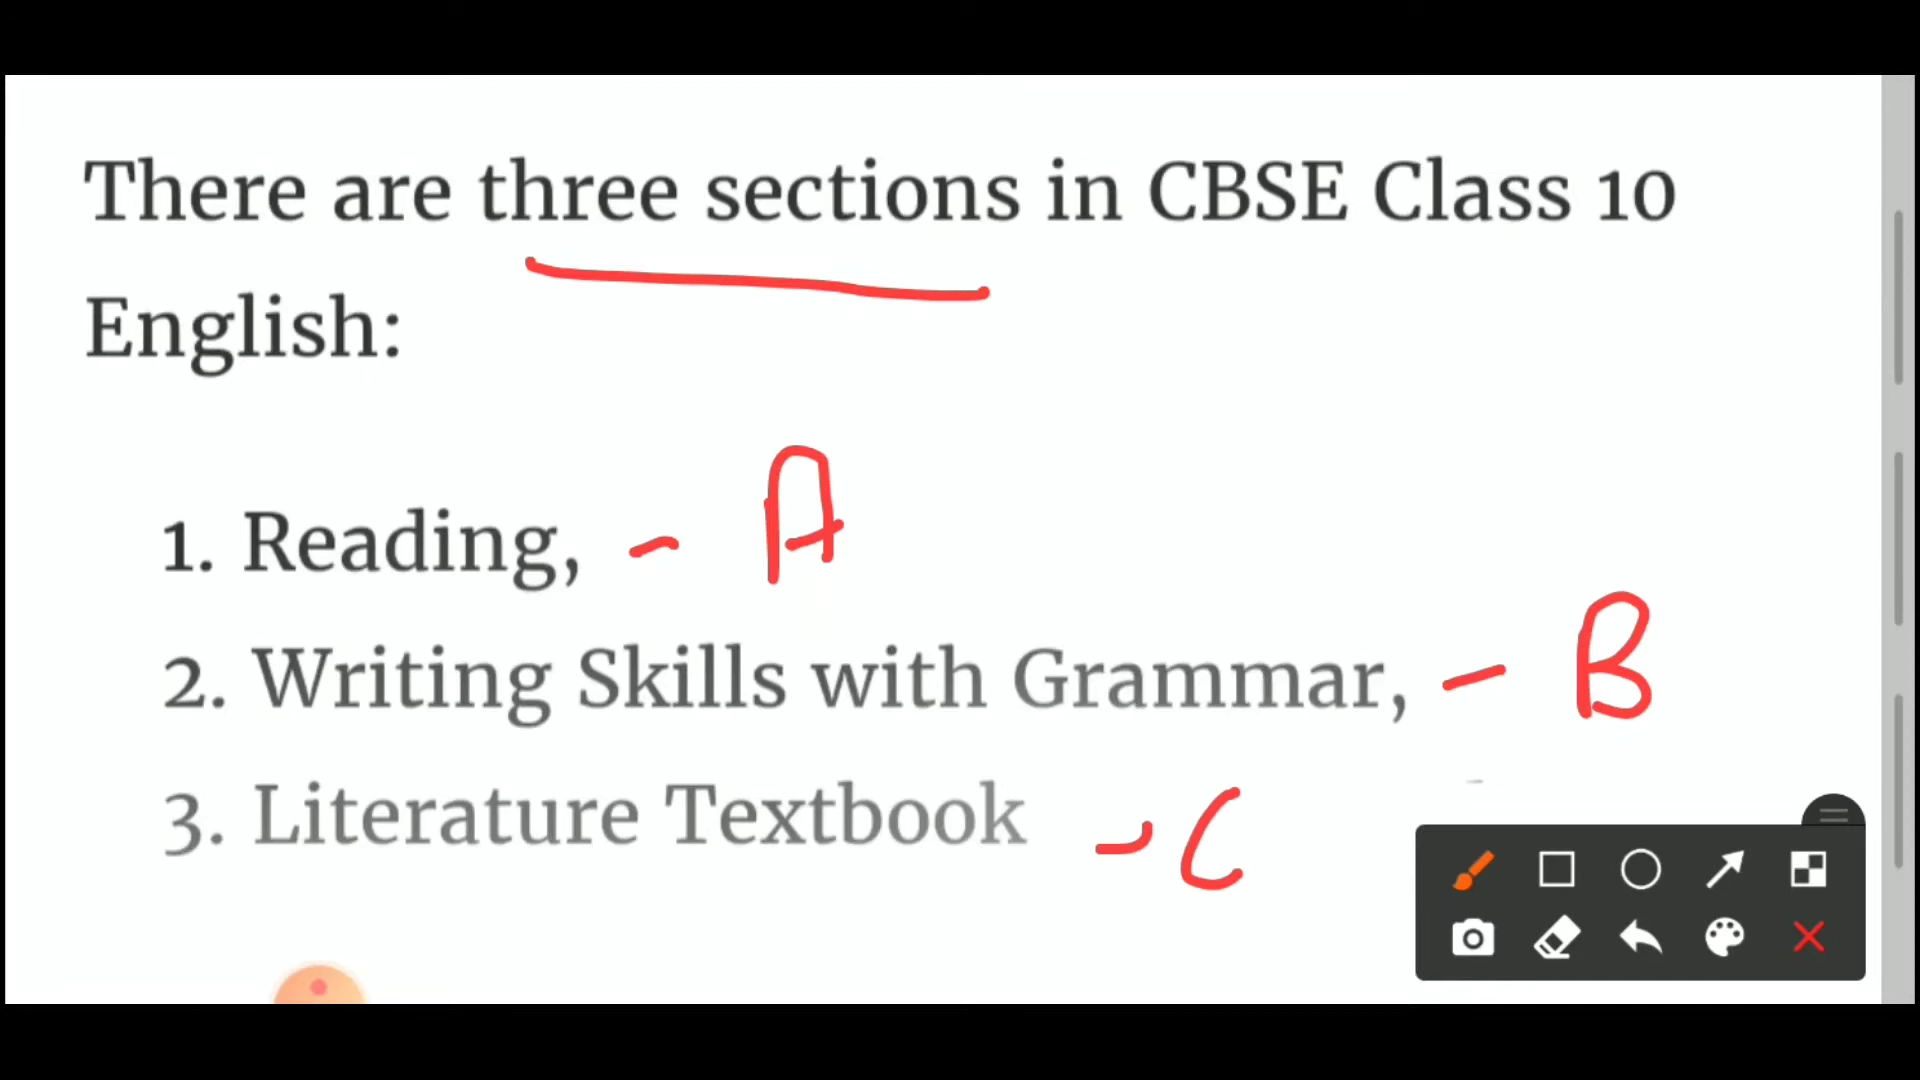 There are three sections in CBSE Class 10
English:
1. Reading, - A
2. Writing Skills with Grammar, - B
3. Literature Textbook - C